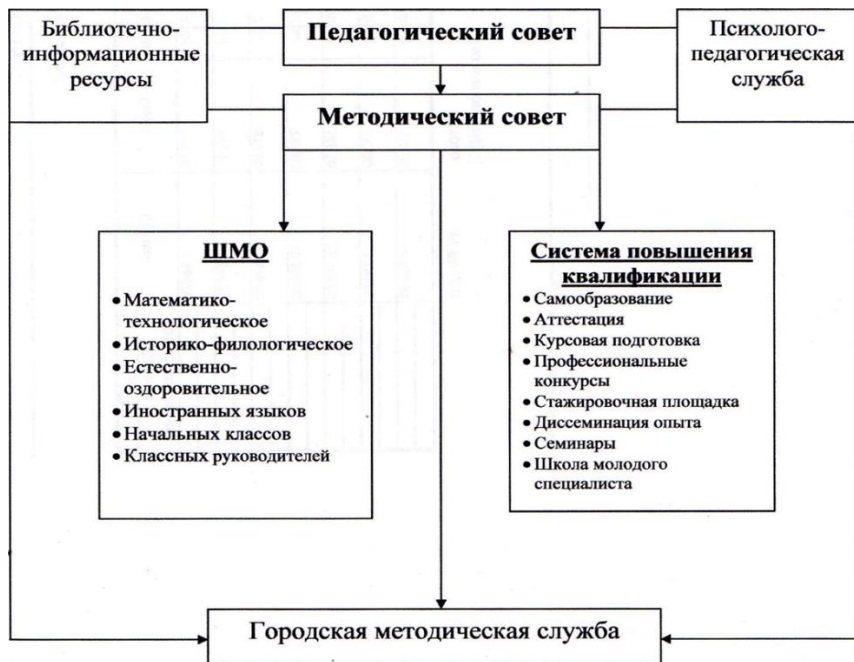 Библиотечно-
информационные
ресурсы
Педагогический совет
Психолого-
педагогическая
служба
Методический совет
ШМО
• Математико-
технологическое
• Историко-филологическое
• Естественно-
оздоровительное
• Иностранных языков
• Начальных классов
• Классных руководителей
Система повышения
квалификации
• Самообразование
• Аттестация
• Курсовая подготовка
• Профессиональные
конкурсы
• Стажировочная площадка
• Диссеминация опыта
• Семинары
• Школа молодого
специалиста
Городская методическая служба